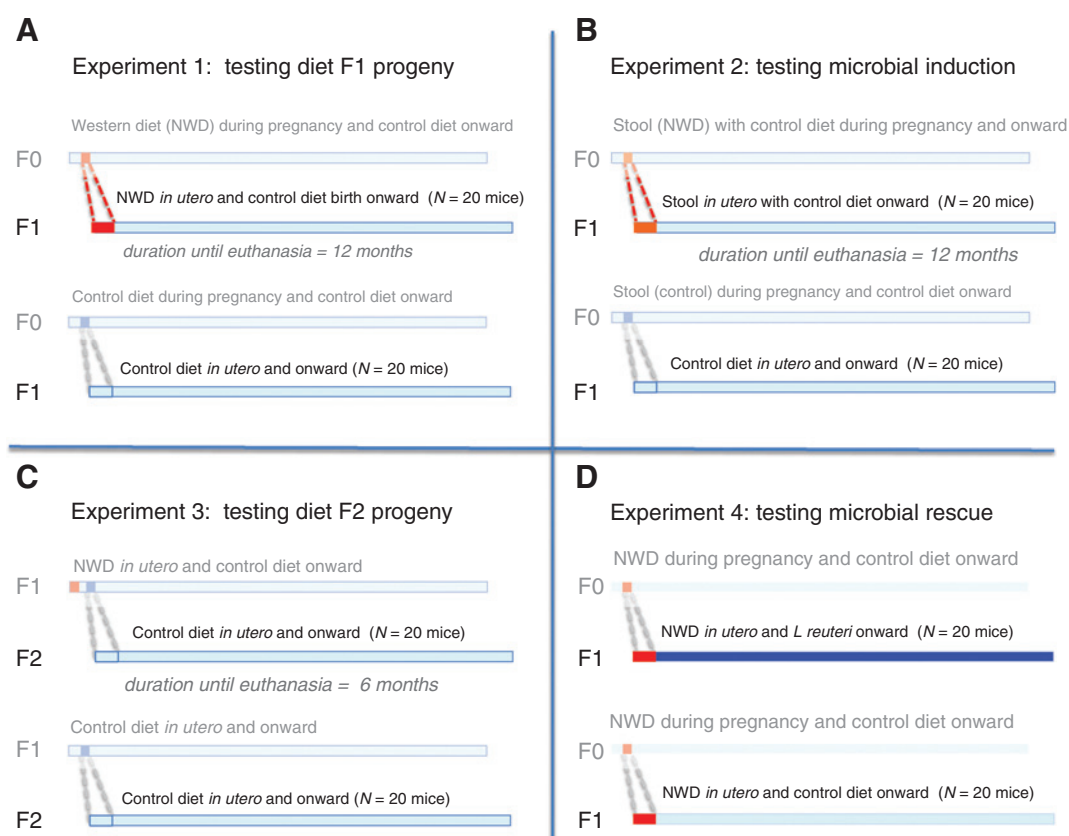 A
Experiment 1: testing diet F1 progeny
Western diet (NWD) during pregnancy and control diet onward
F0
NWD in utero and control diet birth onward (N = 20 mice)
F1
duration until euthanasia = 12 months
Control diet during pregnancy and control diet onward
F0
Control diet in utero and onward (N = 20 mice)
F1
B
Experiment 2: testing microbial induction
Stool (NWD) with control diet during pregnancy and onward
F0
Stool in utero with control diet onward (N = 20 mice)
F1
duration until euthanasia = 12 months
Stool (control) during pregnancy and control diet onward
F0
Control diet in utero and onward (N = 20 mice)
F1
C
Experiment 3: testing diet F2 progeny
NWD in utero and control diet onward
F1
Control diet in utero and onward (N = 20 mice)
F2
duration until euthanasia = 6 months
Control diet in utero and onward
F1
Control diet in utero and onward (N = 20 mice)
F2
D
Experiment 4: testing microbial rescue
NWD during pregnancy and control diet onward
F0
NWD in utero and L reuteri onward (N = 20 mice)
F1
NWD during pregnancy and control diet onward
F0
NWD in utero and control diet onward (N = 20 mice)
F1